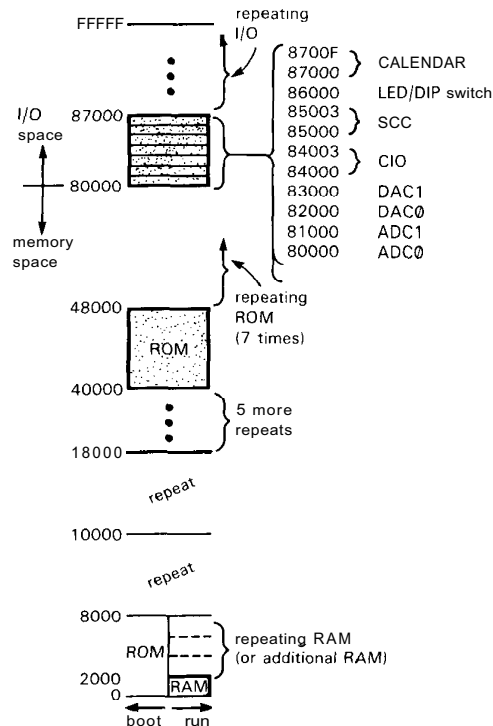 FFFFF
repeating
I/O
8700F
87000
CALENDAR
86000 LED/DIP switch
85003
85000
SCC
84003
84000
CIO
83000 DAC1
82000 DAC0
81000 ADC1
80000 ADC0
87000
I/O
space
80000
memory
space
repeating
ROM
(7 times)
48000
ROM
40000
5 more
repeats
18000
repeat
10000
repeat
8000
ROM
repeating RAM
(or additional RAM)
2000
RAM
0
boot run